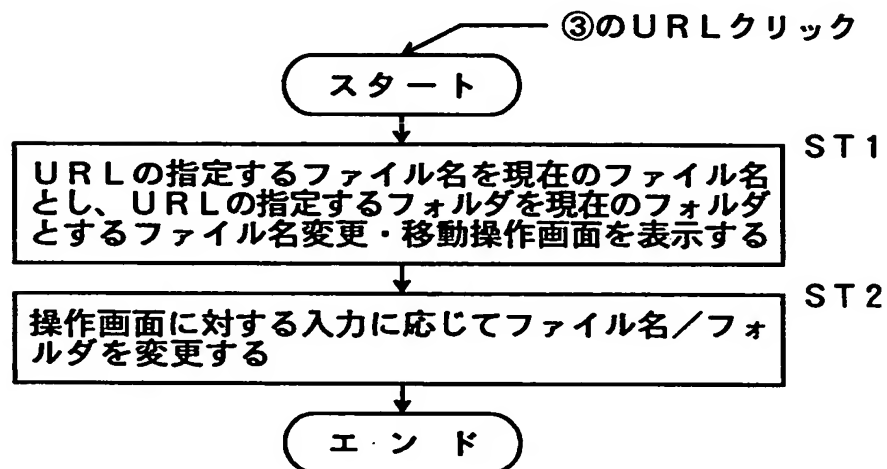 ③のURLクリック
スタート
ST1
URLの指定するファイル名を現在のファイル名
とし、URLの指定するフォルダを現在のフォルダ
とするファイル名変更・移動操作画面を表示する
ST2
操作画面に対する入力に応じてファイル名／フォ
ルダを変更する
エンド